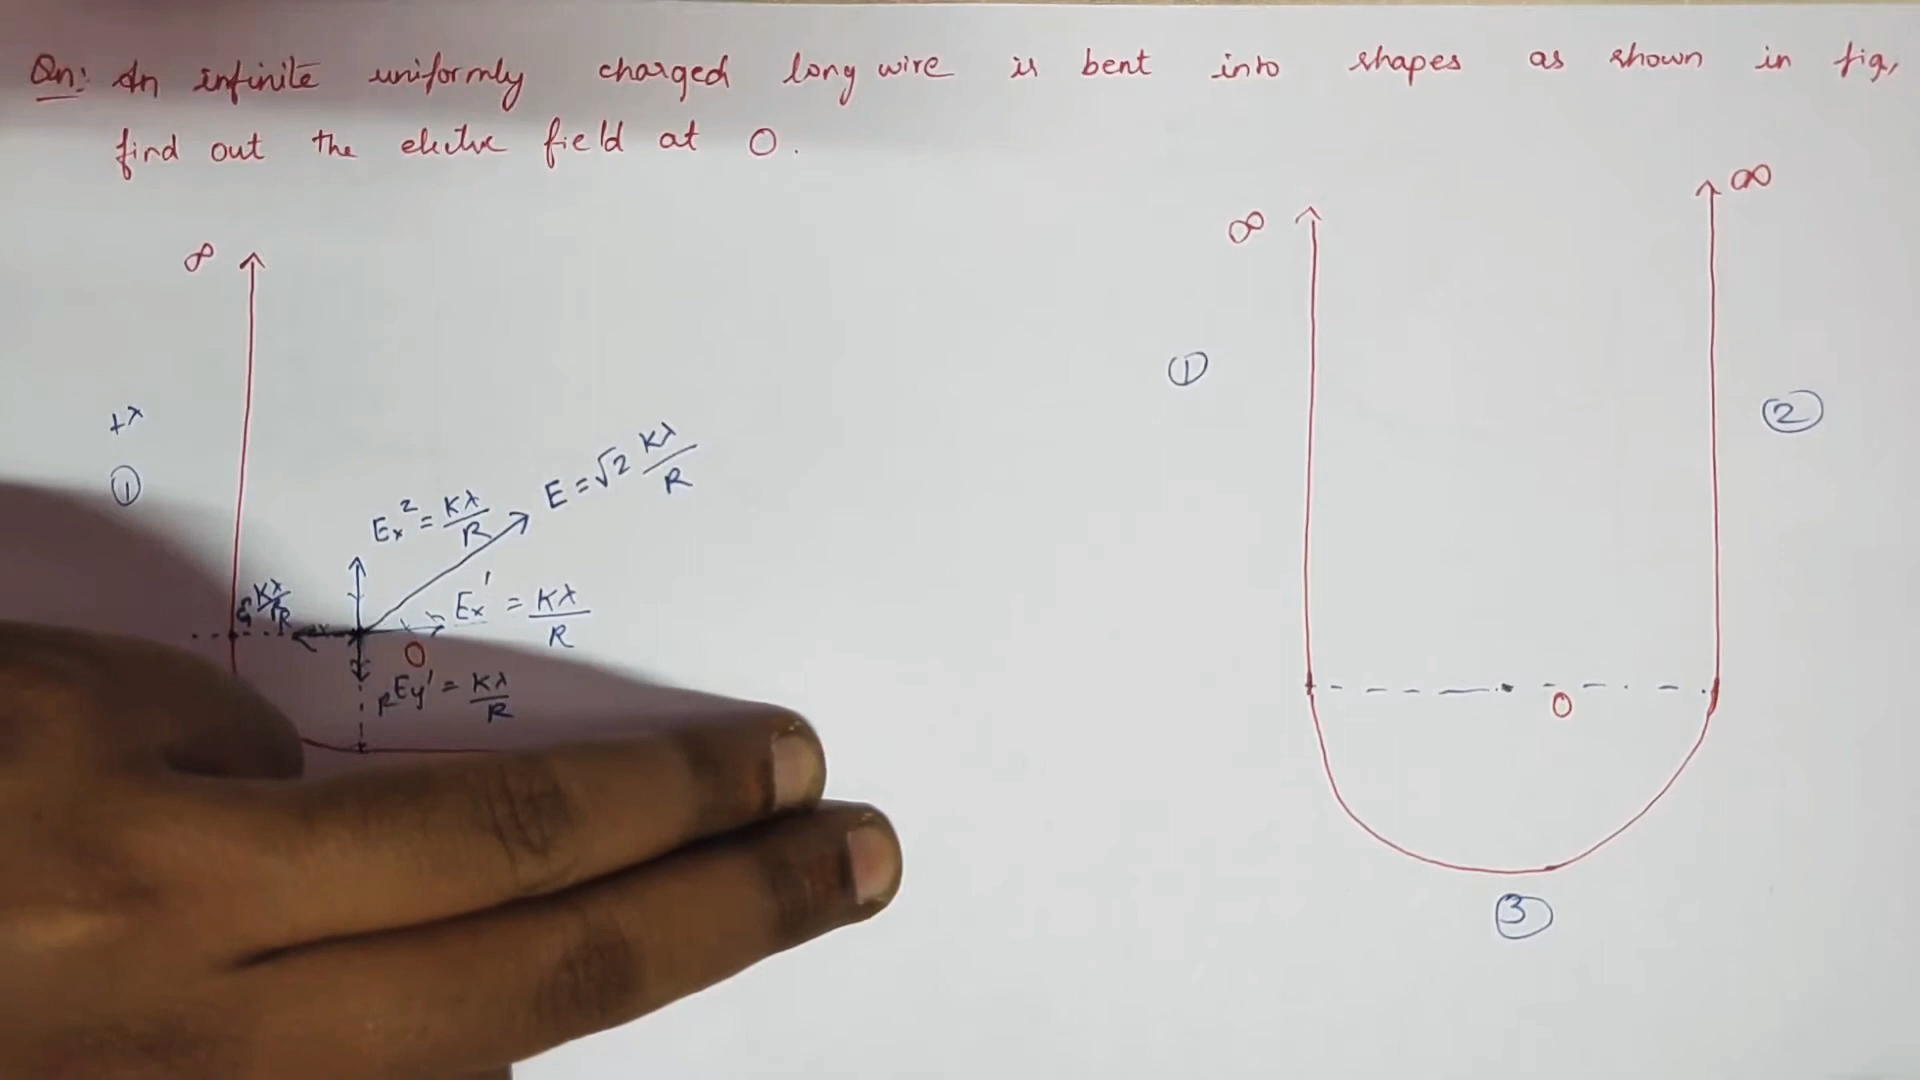 Qn: An infinite uniformly charged long wire is bent into shapes as shown in fig,
find out the electric field at O.
∞
+λ
①
Ex² = Kλ/R
E = √2 Kλ/R
Kλ/R
Ex' = Kλ/R
O
R Ey' = Kλ/R
∞
∞
①
②
O
③